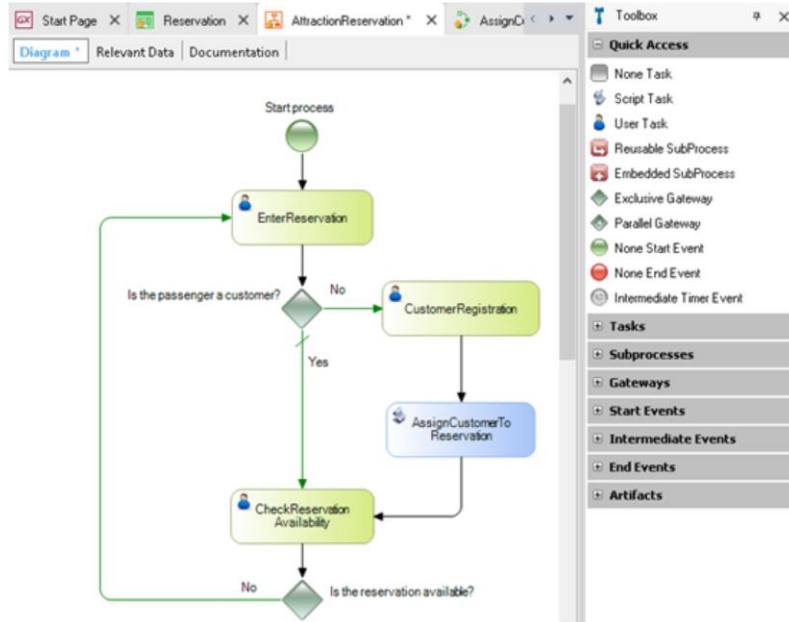 GX Start Page X Reservation X AttractionReservation * X
Diagram * Relevant Data Documentation
Start process
EnterReservation
Is the passenger a customer?
No
CustomerRegistration
Yes
AssignCustomerTo
Reservation
CheckReservation
Availability
No
Is the reservation available?
Toolbox
Quick Access
None Task
Script Task
User Task
Reusable SubProcess
Embedded SubProcess
Exclusive Gateway
Parallel Gateway
None Start Event
None End Event
Intermediate Timer Event
Tasks
Subprocesses
Gateways
Start Events
Intermediate Events
End Events
Artifacts